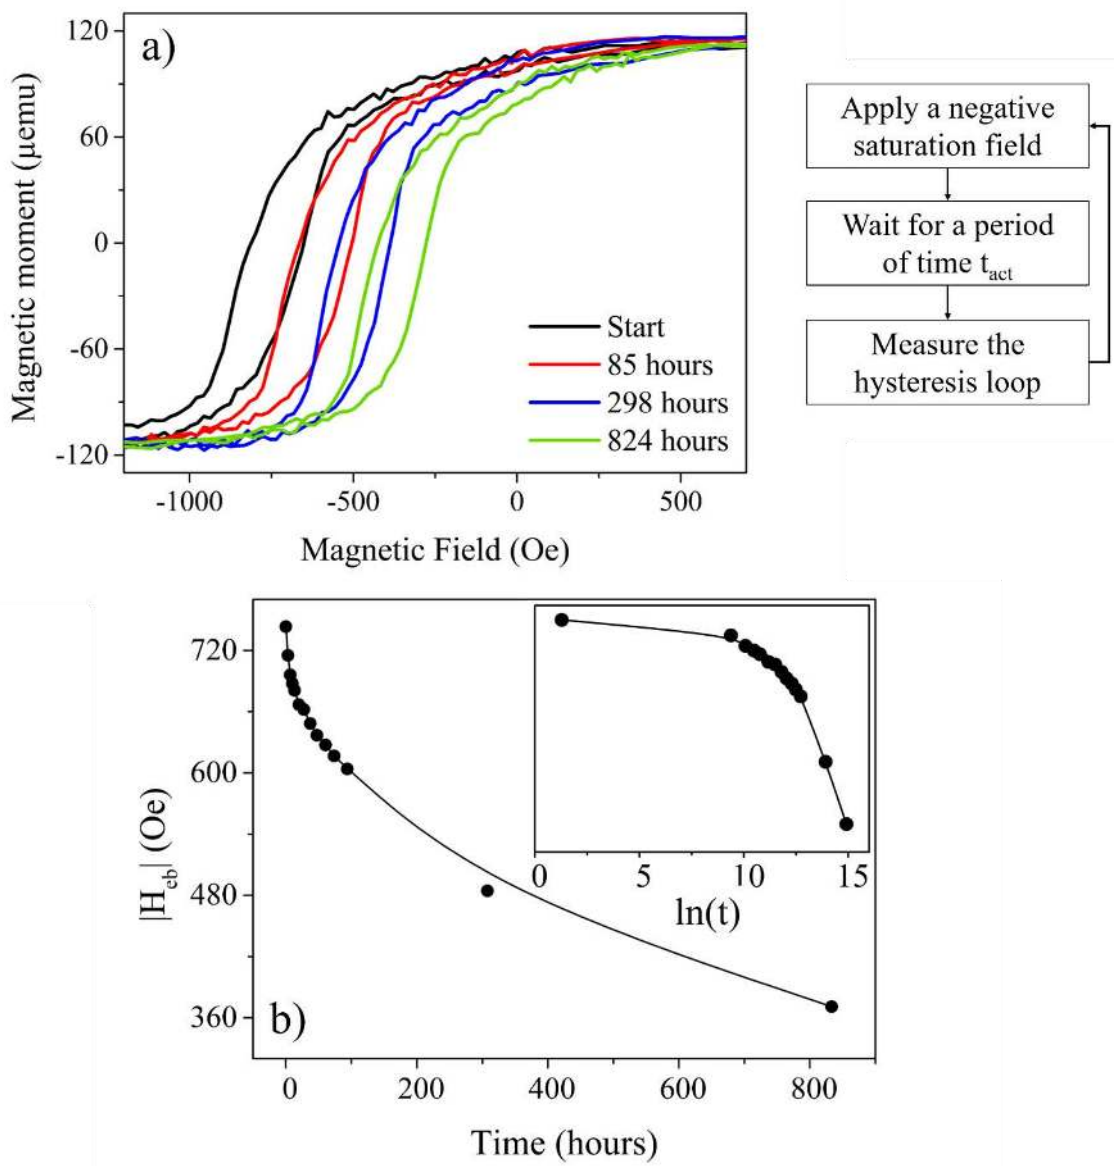 a)
120
60
0
-60
-120
Magnetic moment (μemu)
Start
85 hours
298 hours
824 hours
-1000
-500
0
500
Magnetic Field (Oe)
Apply a negative
saturation field
Wait for a period
of time tact
Measure the
hysteresis loop
720
600
480
360
|Heb| (Oe)
b)
0
5
10
15
ln(t)
0
200
400
600
800
Time (hours)